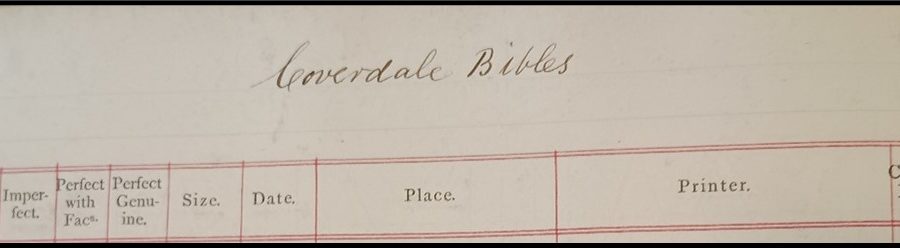 Coverdale Bibles
Imper-
fect.
Perfect
with
Facs.
Perfect
Genu-
ine.
Size.
Date.
Place.
Printer.
C